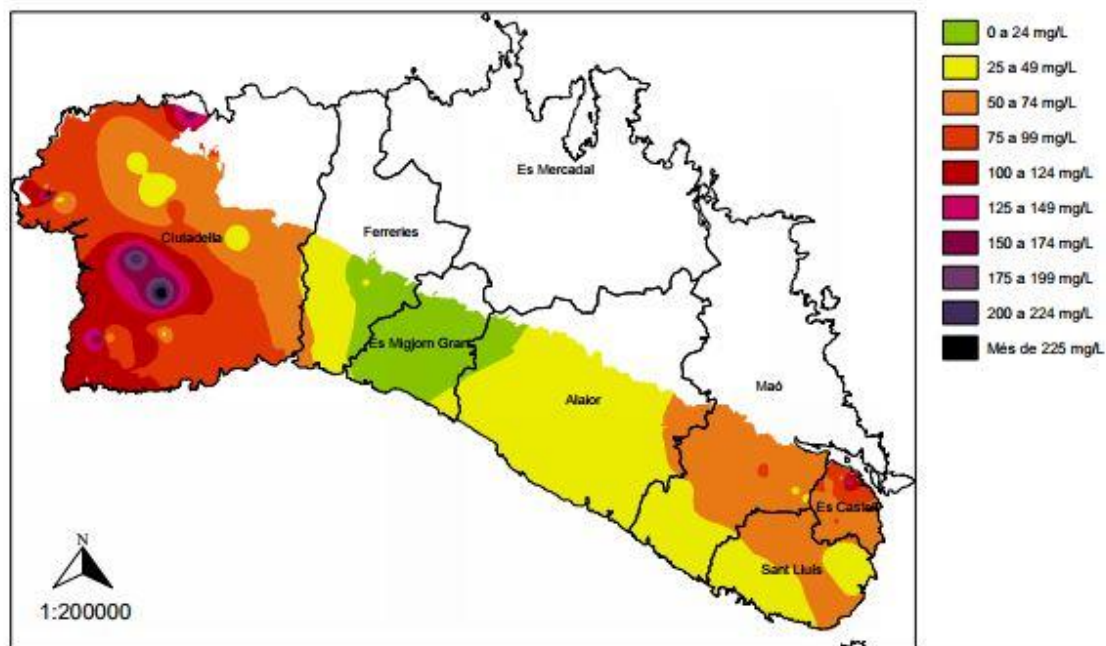 0 a 24 mg/L
25 a 49 mg/L
50 a 74 mg/L
75 a 99 mg/L
100 a 124 mg/L
125 a 149 mg/L
150 a 174 mg/L
175 a 199 mg/L
200 a 224 mg/L
Més de 225 mg/L
Es Mercadal
Ferreries
Ciutadella
Es Migjorn Gran
Alaior
Maó
Es Castell
Sant Lluís
N
1:200000